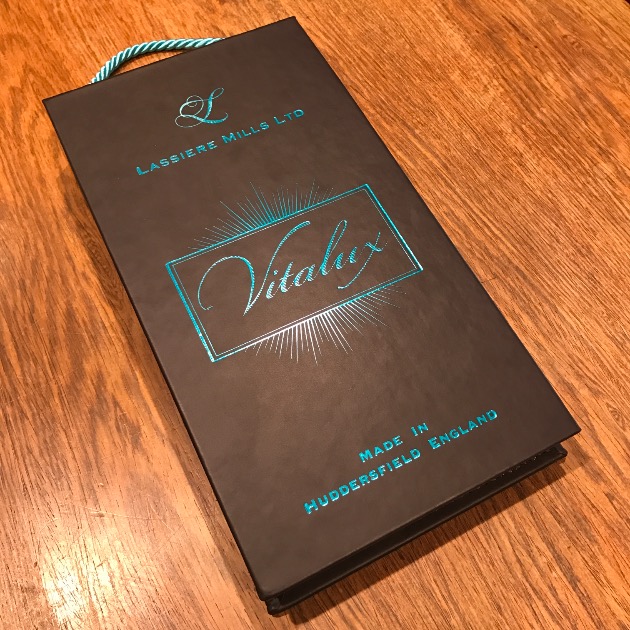 L
Lassiere Mills Ltd
Vitalux
Made In
Huddersfield England